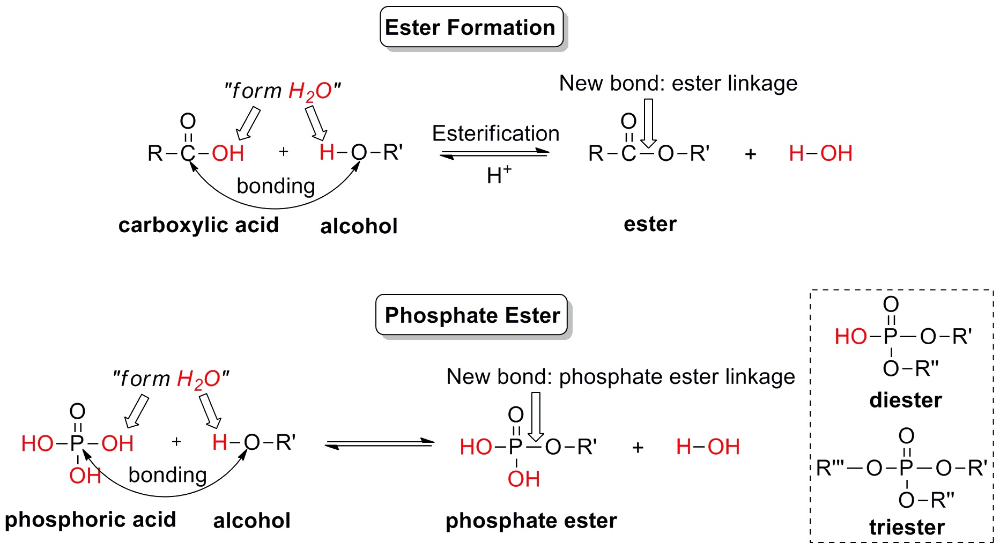 Ester Formation
"form H₂O"
New bond: ester linkage
O
O
R–C–OH + H–O–R'
Esterification
H⁺
R–C–O–R' + H–OH
bonding
carboxylic acid
alcohol
ester
Phosphate Ester
"form H₂O"
New bond: phosphate ester linkage
O
O
HO–P–OH + H–O–R'
HO–P–O–R' + H–OH
OH
OH
bonding
phosphoric acid
alcohol
phosphate ester
O
HO–P–O–R'
O–R''
diester
O
R'''–O–P–O–R'
O–R''
triester